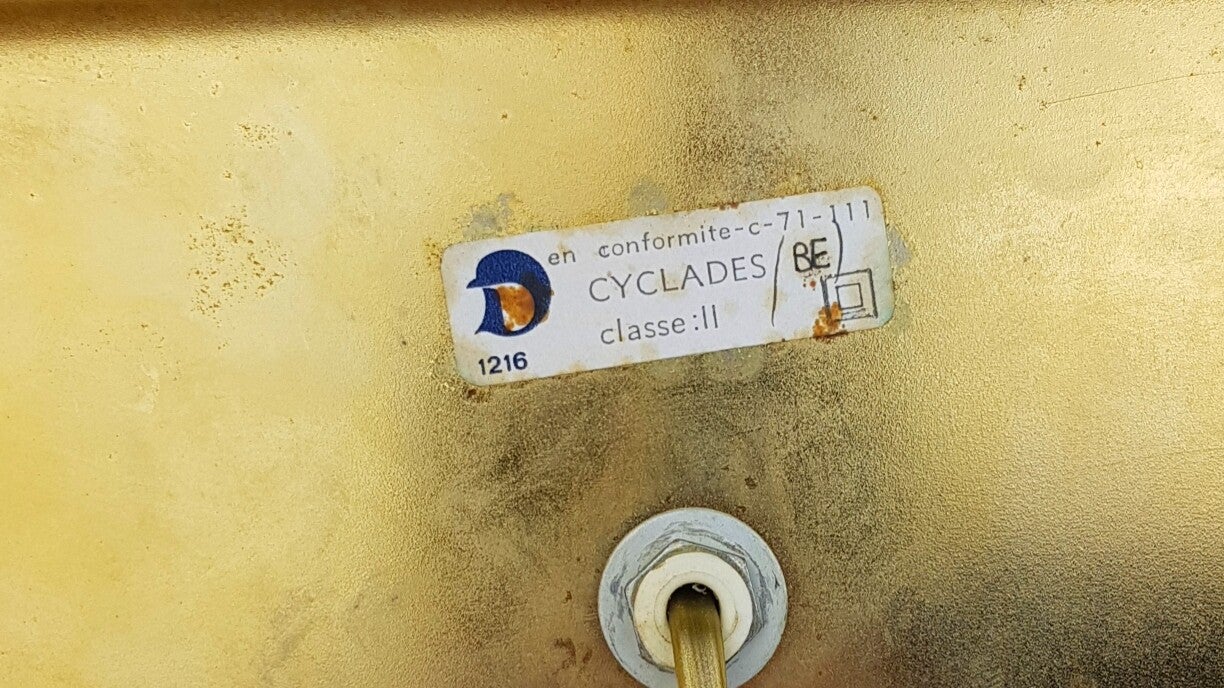 en conformite-c-71-111
CYCLADES (BE)
classe:II
1216